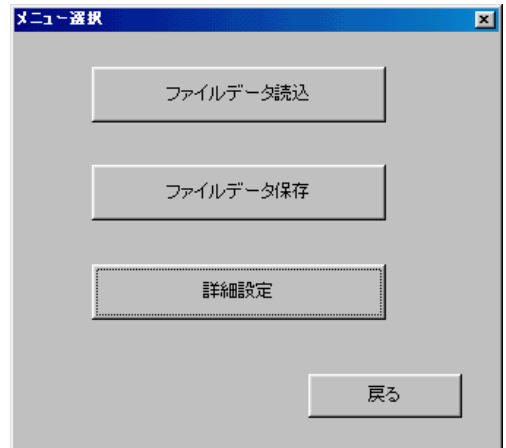 メニュー選択
ファイルデータ読込
ファイルデータ保存
詳細設定
戻る